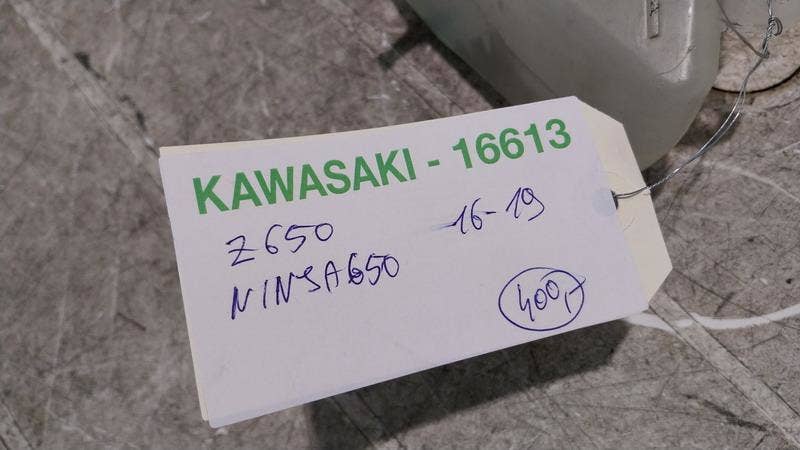 KAWASAKI - 16613
Z650 16-19
NINJA650
400,-